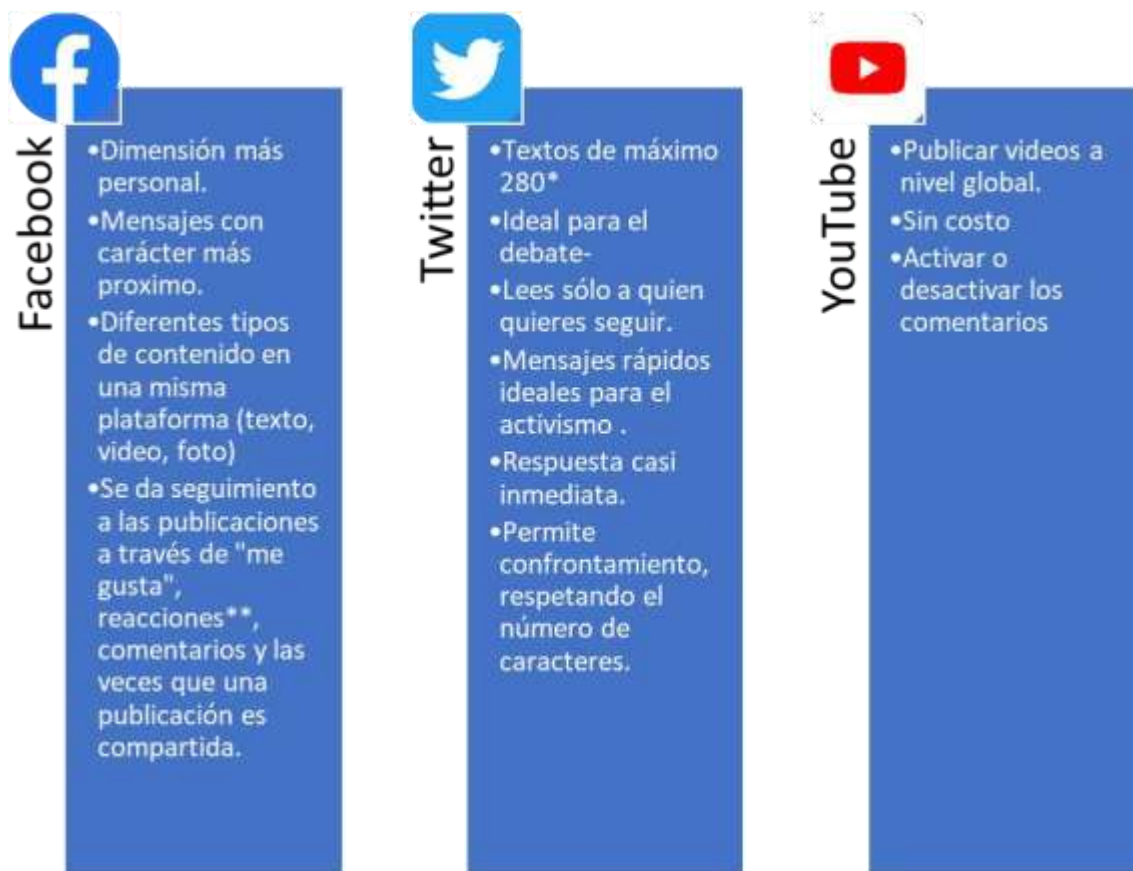 Facebook
•Dimensión más
personal.
•Mensajes con
carácter más
proximo.
•Diferentes tipos
de contenido en
una misma
plataforma (texto,
video, foto)
•Se da seguimiento
a las publicaciones
a través de "me
gusta",
reacciones**,
comentarios y las
veces que una
publicación es
compartida.
Twitter
•Textos de máximo
280*
•Ideal para el
debate-
•Lees sólo a quien
quieres seguir.
•Mensajes rápidos
ideales para el
activismo .
•Respuesta casi
inmediata.
•Permite
confrontamiento,
respetando el
número de
caracteres.
YouTube
•Publicar videos a
nivel global.
•Sin costo
•Activar o
desactivar los
comentarios